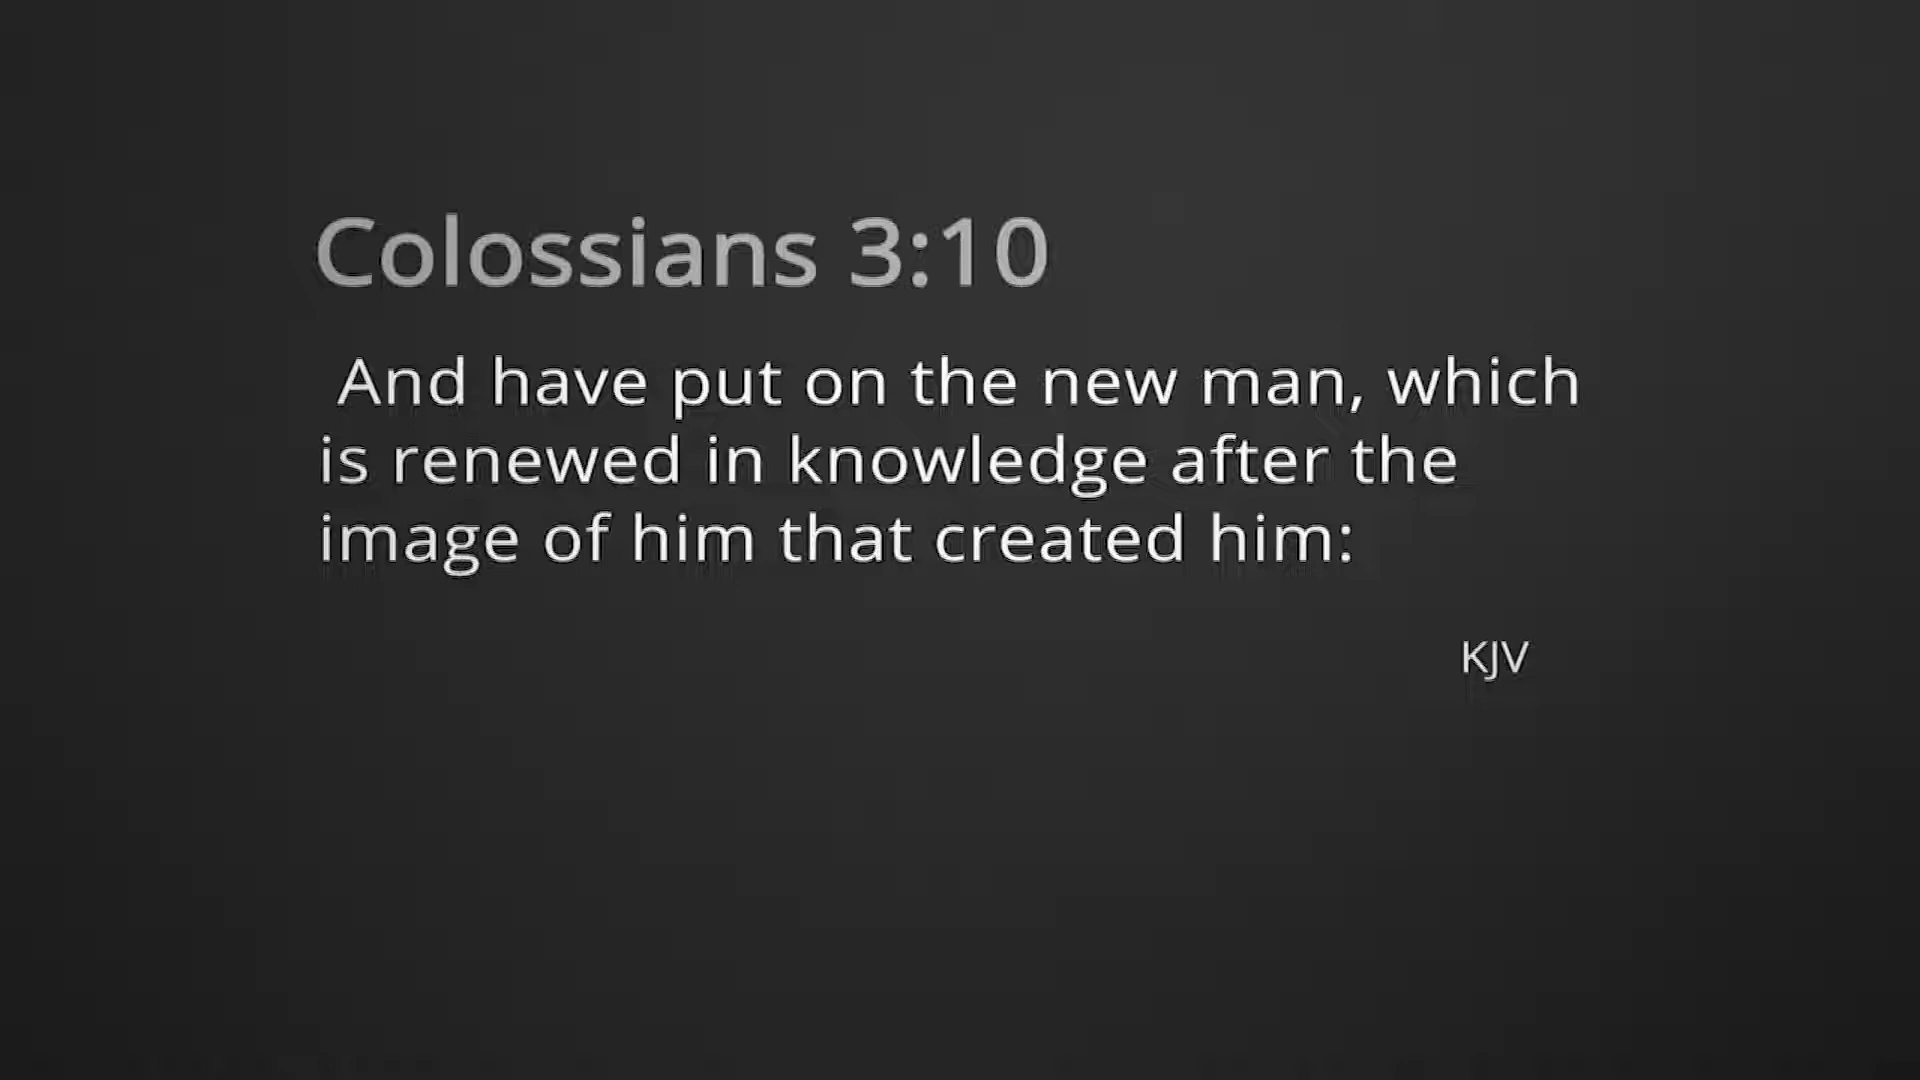 Colossians 3:10
And have put on the new man, which
is renewed in knowledge after the
image of him that created him:
KJV